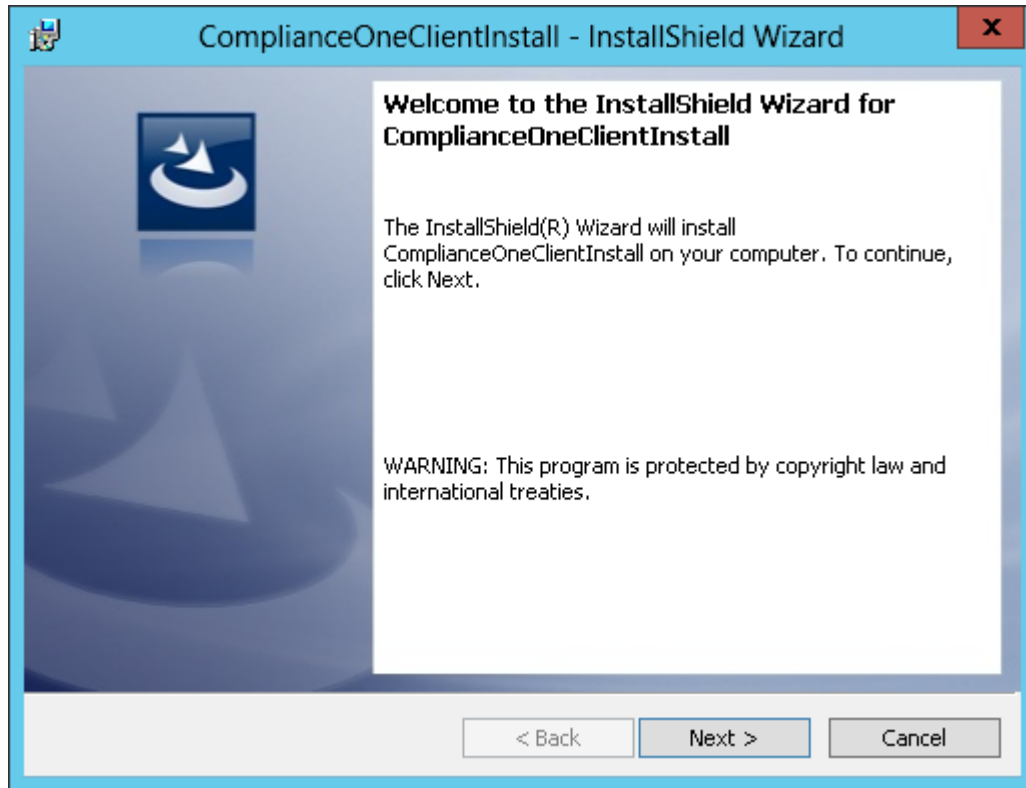 ComplianceOneClientInstall - InstallShield Wizard
x
Welcome to the InstallShield Wizard for
ComplianceOneClientInstall
The InstallShield(R) Wizard will install
ComplianceOneClientInstall on your computer. To continue,
click Next.
WARNING: This program is protected by copyright law and
international treaties.
< Back
Next >
Cancel